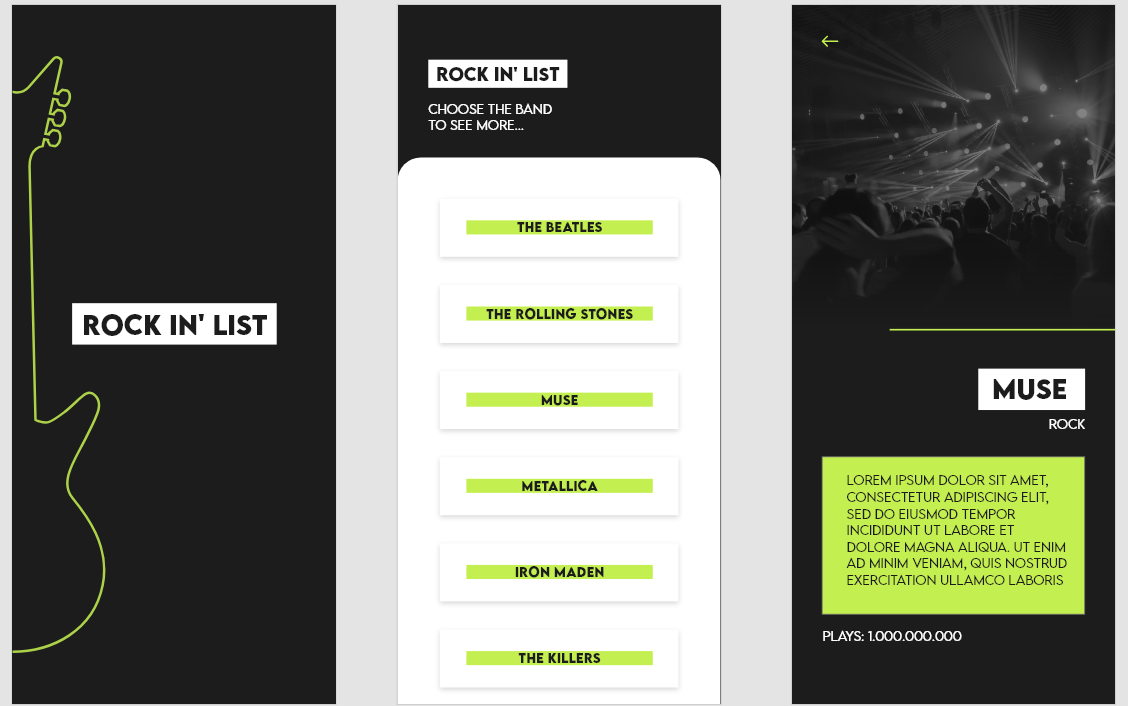 ROCK IN' LIST
ROCK IN' LIST
CHOOSE THE BAND
TO SEE MORE...
THE BEATLES
THE ROLLING STONES
MUSE
METALLICA
IRON MADEN
THE KILLERS
MUSE
ROCK
LOREM IPSUM DOLOR SIT AMET,
CONSECTETUR ADIPISCING ELIT,
SED DO EIUSMOD TEMPOR
INCIDIDUNT UT LABORE ET
DOLORE MAGNA ALIQUA. UT ENIM
AD MINIM VENIAM, QUIS NOSTRUD
EXERCITATION ULLAMCO LABORIS
PLAYS: 1.000.000.000